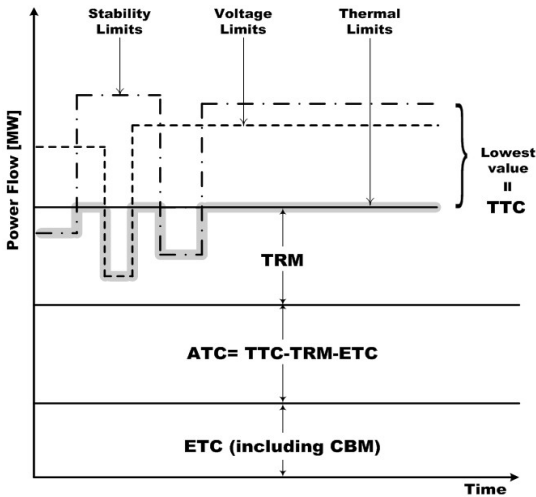 Stability
Limits
Voltage
Limits
Thermal
Limits
Power Flow [MW]
Lowest
value
=
TTC
TRM
ATC= TTC-TRM-ETC
ETC (including CBM)
Time